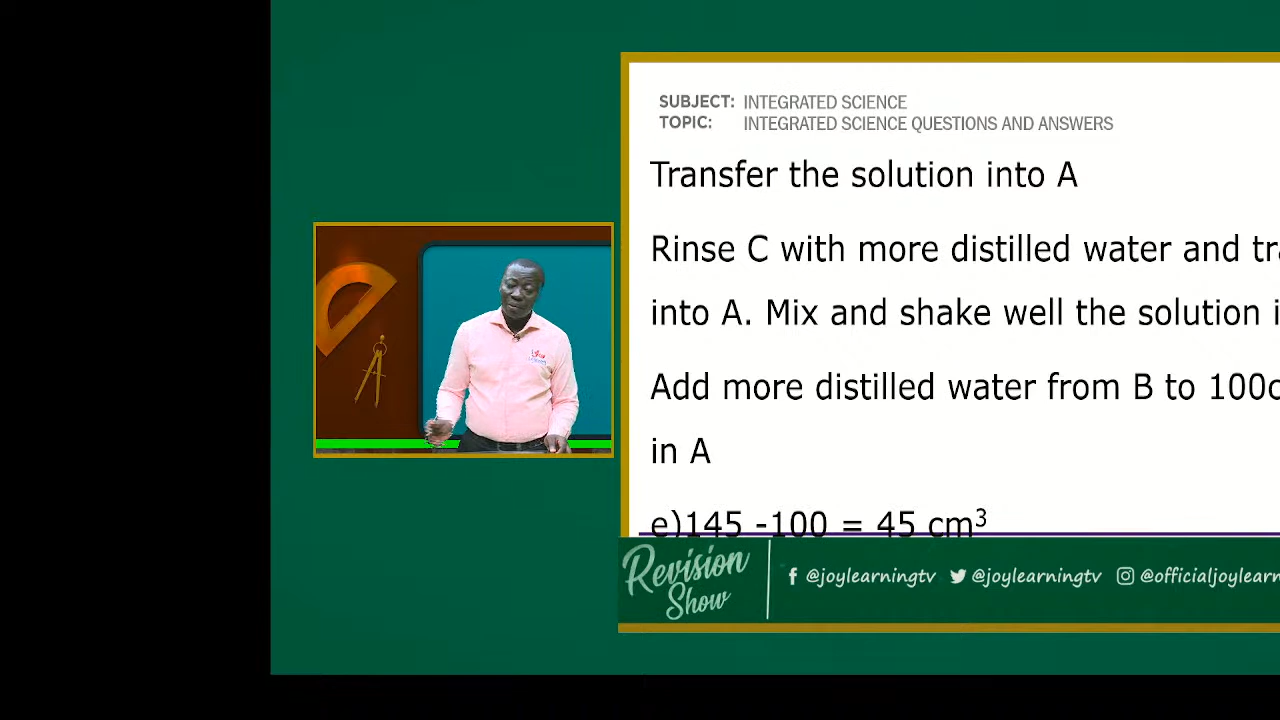 SUBJECT: INTEGRATED SCIENCE
TOPIC: INTEGRATED SCIENCE QUESTIONS AND ANSWERS
Transfer the solution into A
Rinse C with more distilled water and
into A. Mix and shake well the solution
Add more distilled water from B to
in A
e)145 -100 = 45 cm³
Revision
Show
@joylearningtv @joylearningtv